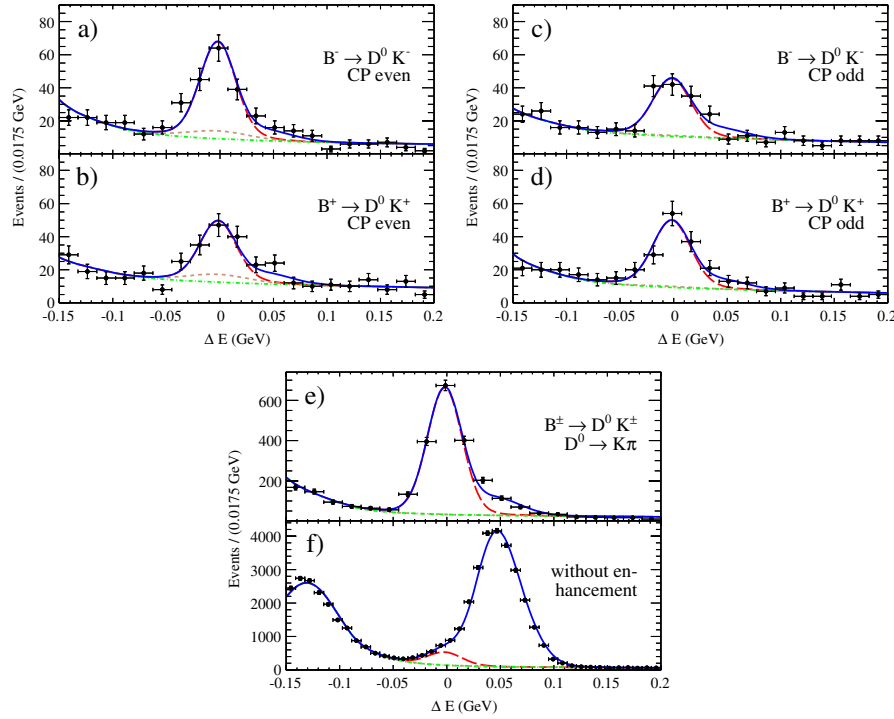 a)
B⁻ → D⁰ K⁻
CP even
80
60
40
20
b)
B⁺ → D⁰ K⁺
CP even
80
60
40
20
0
Events / (0.0175 GeV)
-0.15 -0.1 -0.05 0 0.05 0.1 0.15 0.2
Δ E (GeV)
c)
B⁻ → D⁰ K⁻
CP odd
80
60
40
20
d)
B⁺ → D⁰ K⁺
CP odd
80
60
40
20
0
Events / (0.0175 GeV)
-0.15 -0.1 -0.05 0 0.05 0.1 0.15 0.2
Δ E (GeV)
e)
B± → D⁰ K±
D⁰ → Kπ
600
400
200
f)
without en-
hancement
4000
3000
2000
1000
0
Events / (0.0175 GeV)
-0.15 -0.1 -0.05 0 0.05 0.1 0.15 0.2
Δ E (GeV)